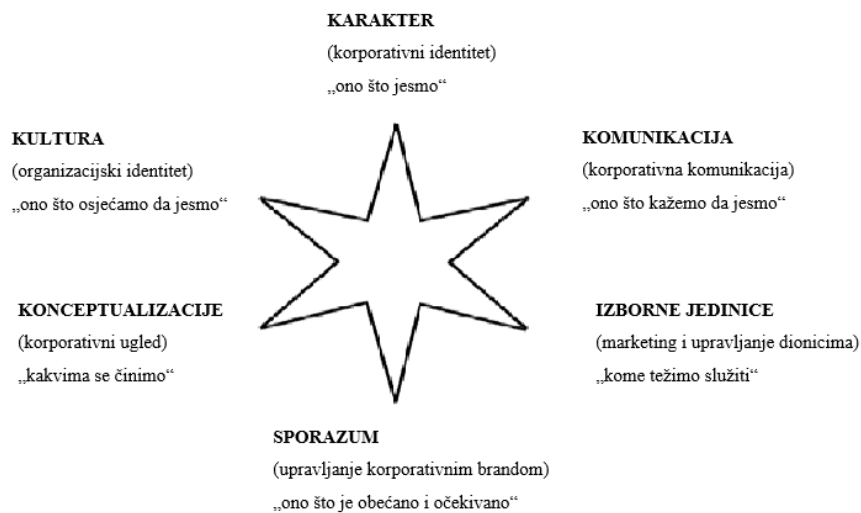 KARAKTER
(korporativni identitet)
„ono što jesmo“
KULTURA
(organizacijski identitet)
„ono što osjećamo da jesmo“
KOMUNIKACIJA
(korporativna komunikacija)
„ono što kažemo da jesmo“
KONCEPTUALIZACIJE
(korporativni ugled)
„kakvima se činimo“
IZBORNE JEDINICE
(marketing i upravljanje dionicima)
„kome težimo služiti“
SPORAZUM
(upravljanje korporativnim brandom)
„ono što je obećano i očekivano“